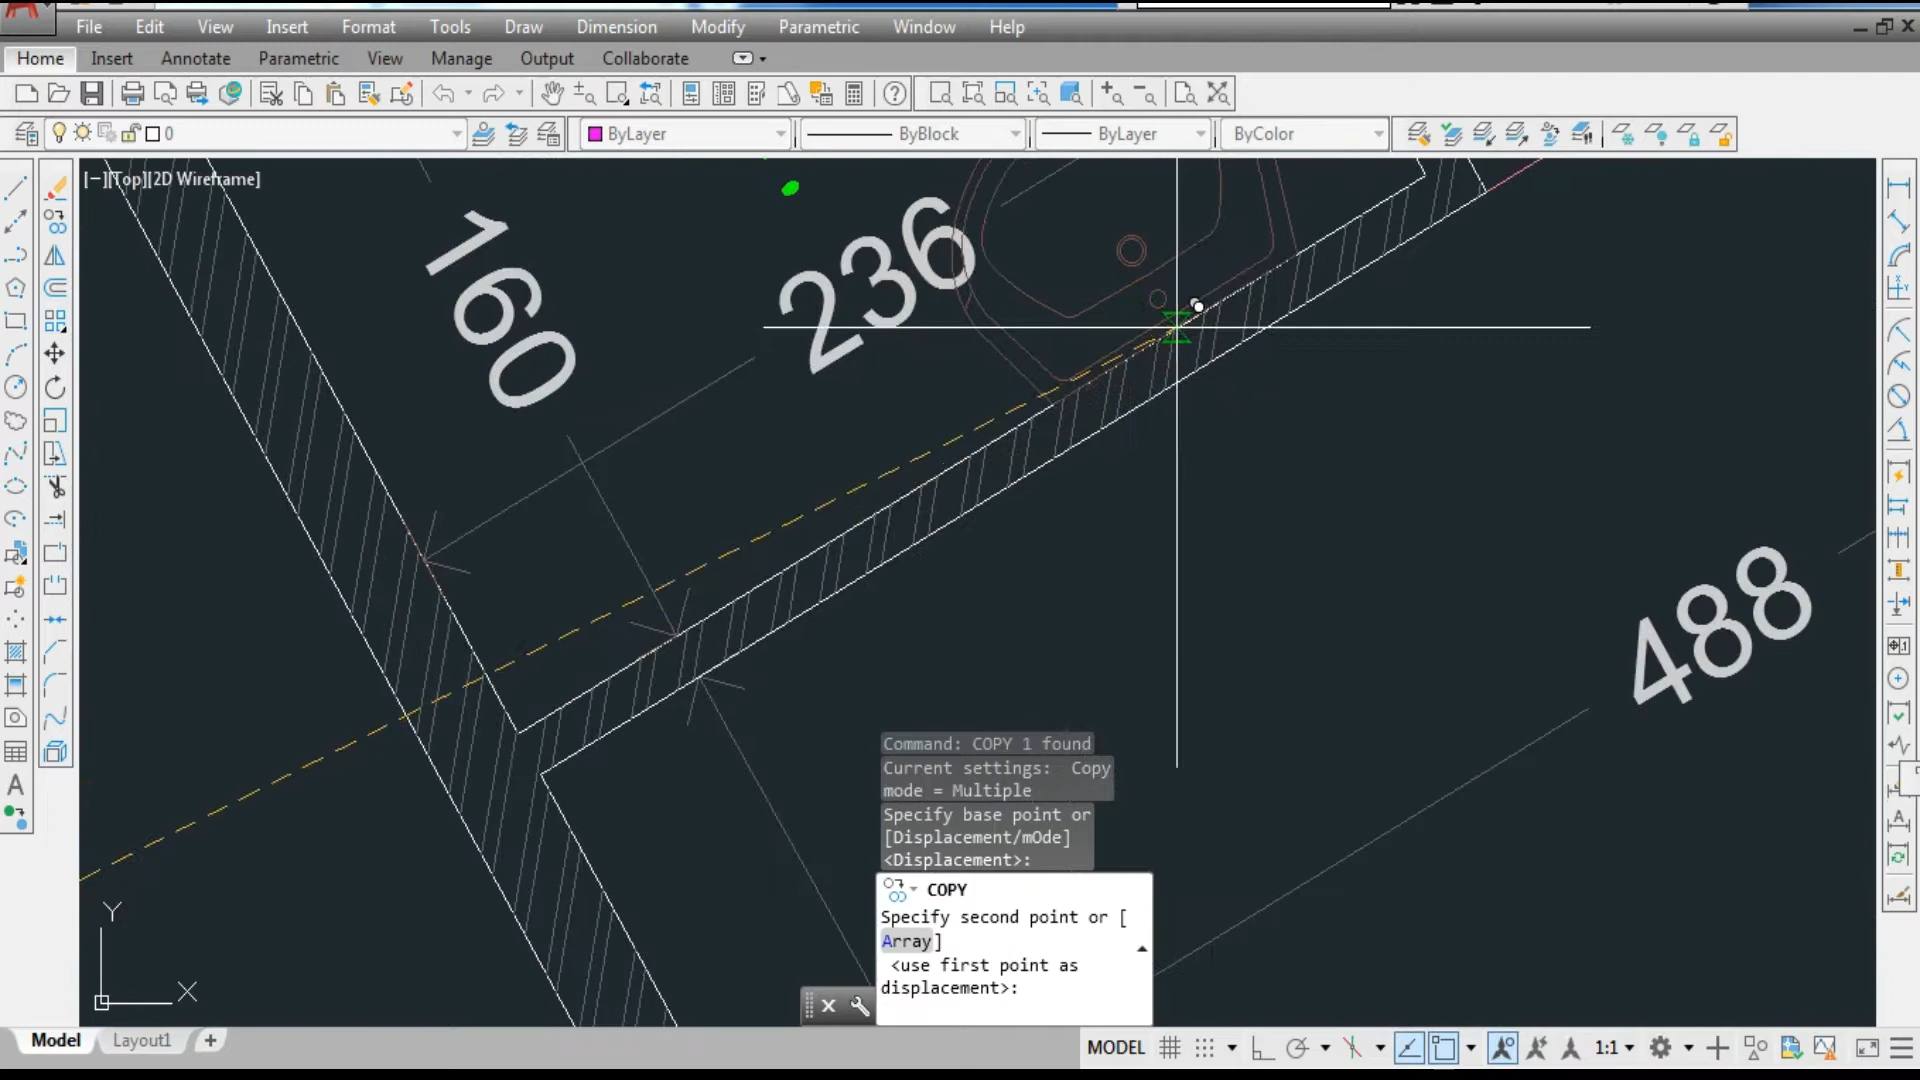 File Edit View Insert Format Tools Draw Dimension Modify Parametric Window Help
Home Insert Annotate Parametric View Manage Output Collaborate
0 ByLayer ByBlock ByLayer ByColor
[−][Top][2D Wireframe]
160
236
488
Command: COPY 1 found
Current settings: Copy
mode = Multiple
Specify base point or
[Displacement/mOde]
<Displacement>:
COPY
Specify second point or [
Array]
<use first point as
displacement>:
Y
X
Model Layout1 +
MODEL 1:1